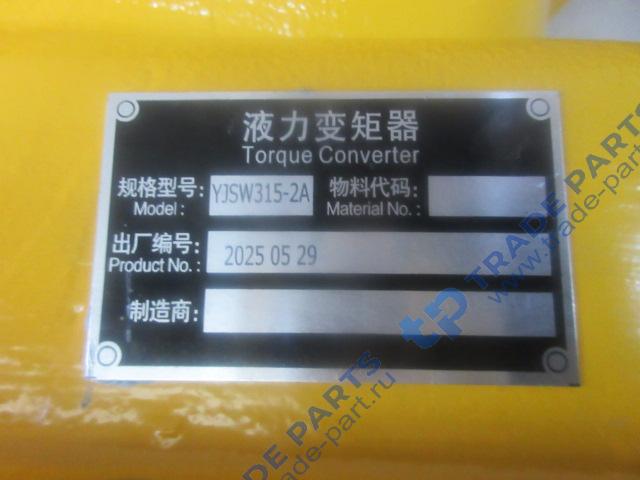 液力变矩器
Torque Converter
规格型号: YJSW315-2A 物料代码:
Model: Material No.:
出厂编号: 2025 05 29
Product No.:
制造商:
tp TRADE PARTS
www.trade-part.ru
TRADE PARTS
trade-part.ru